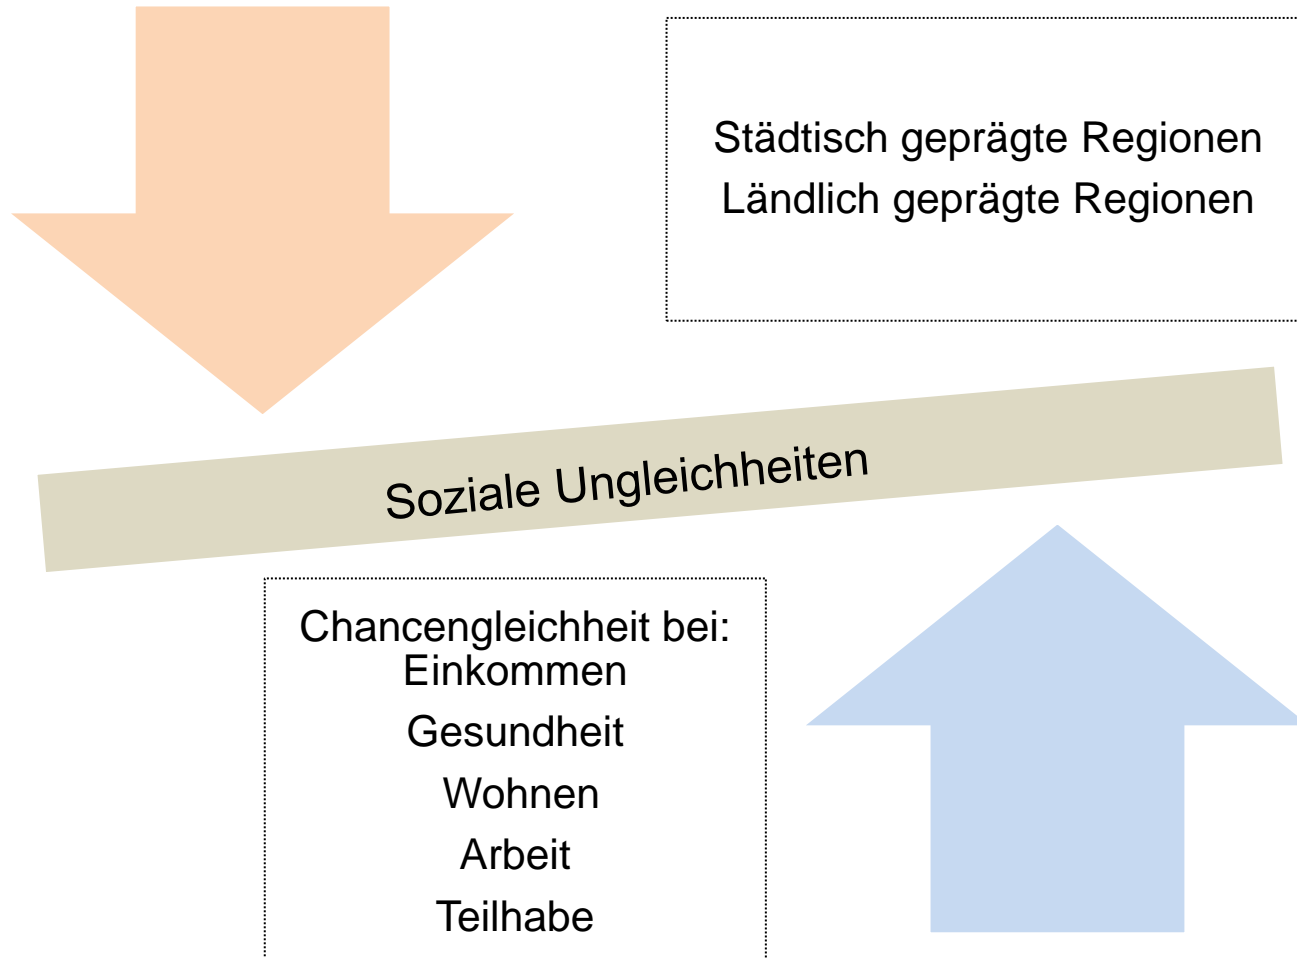 Städtisch geprägte Regionen
Ländlich geprägte Regionen
Soziale Ungleichheiten
Chancengleichheit bei:
Einkommen
Gesundheit
Wohnen
Arbeit
Teilhabe